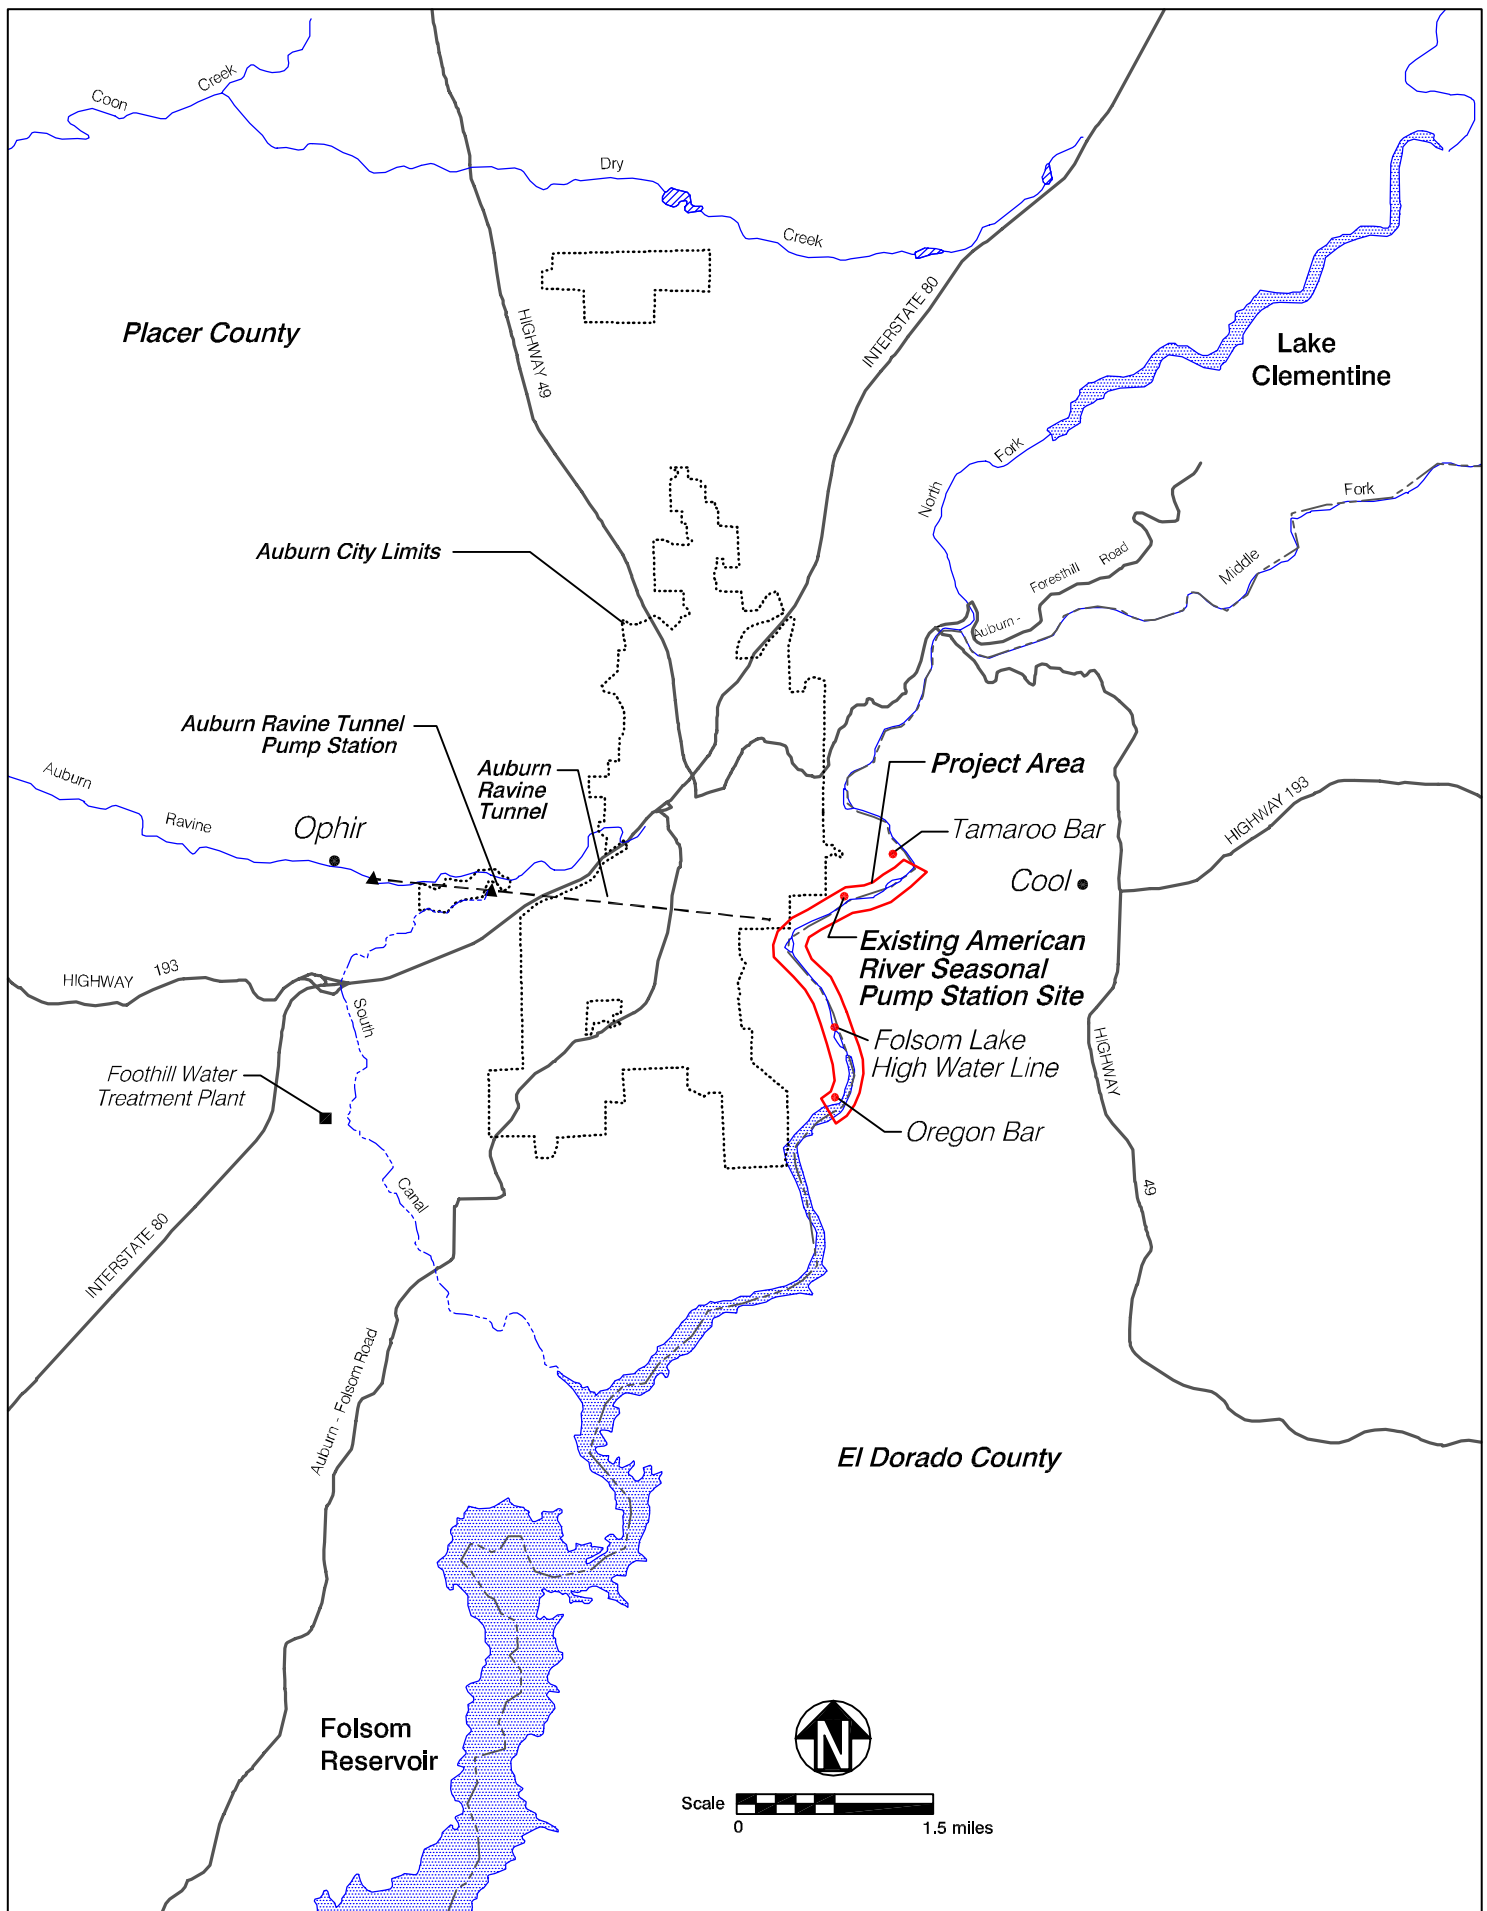 Coon
Creek
Dry
Creek
Placer County
HIGHWAY 49
INTERSTATE 80
Lake
Clementine
North
Fork
Fork
Middle
Auburn -
Foresthill
Road
Auburn City Limits
Auburn Ravine Tunnel
Pump Station
Auburn
Ravine
Tunnel
Project Area
Auburn
Ravine
Ophir
Tamaroo Bar
HIGHWAY 193
Cool
Existing American
River Seasonal
Pump Station Site
HIGHWAY
193
South
Folsom Lake
High Water Line
HIGHWAY
49
Foothill Water
Treatment Plant
Oregon Bar
Canal
INTERSTATE 80
Auburn - Folsom Road
El Dorado County
Folsom
Reservoir
N
Scale
0
1.5 miles